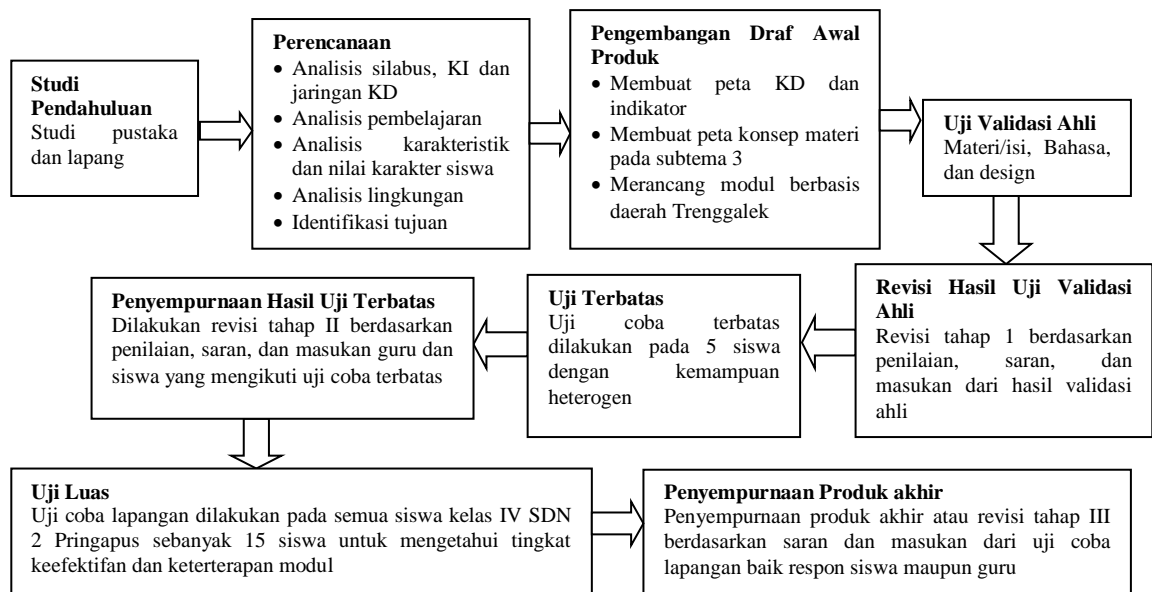 Studi
Pendahuluan
Studi pustaka
dan lapang
Perencanaan
• Analisis silabus, KI dan
jaringan KD
• Analisis pembelajaran
• Analisis karakteristik
dan nilai karakter siswa
• Analisis lingkungan
• Identifikasi tujuan
Pengembangan Draf Awal
Produk
• Membuat peta KD dan
indikator
• Membuat peta konsep materi
pada subtema 3
• Merancang modul berbasis
daerah Trenggalek
Uji Validasi Ahli
Materi/isi, Bahasa,
dan design
Revisi Hasil Uji Validasi
Ahli
Revisi tahap 1 berdasarkan
penilaian, saran, dan
masukan dari hasil validasi
ahli
Uji Terbatas
Uji coba terbatas
dilakukan pada 5 siswa
dengan kemampuan
heterogen
Penyempurnaan Hasil Uji Terbatas
Dilakukan revisi tahap II berdasarkan
penilaian, saran, dan masukan guru dan
siswa yang mengikuti uji coba terbatas
Uji Luas
Uji coba lapangan dilakukan pada semua siswa kelas IV SDN
2 Pringapus sebanyak 15 siswa untuk mengetahui tingkat
keefektifan dan keterterapan modul
Penyempurnaan Produk akhir
Penyempurnaan produk akhir atau revisi tahap III
berdasarkan saran dan masukan dari uji coba
lapangan baik respon siswa maupun guru